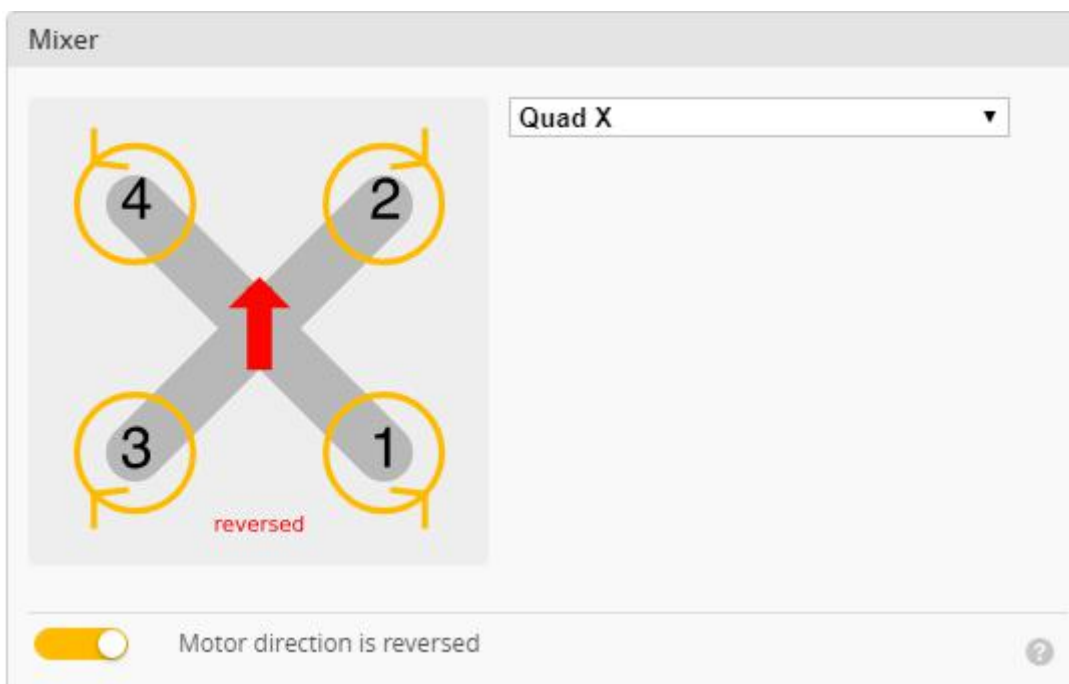 Mixer
Quad X
4 2
3 1
reversed
Motor direction is reversed
?